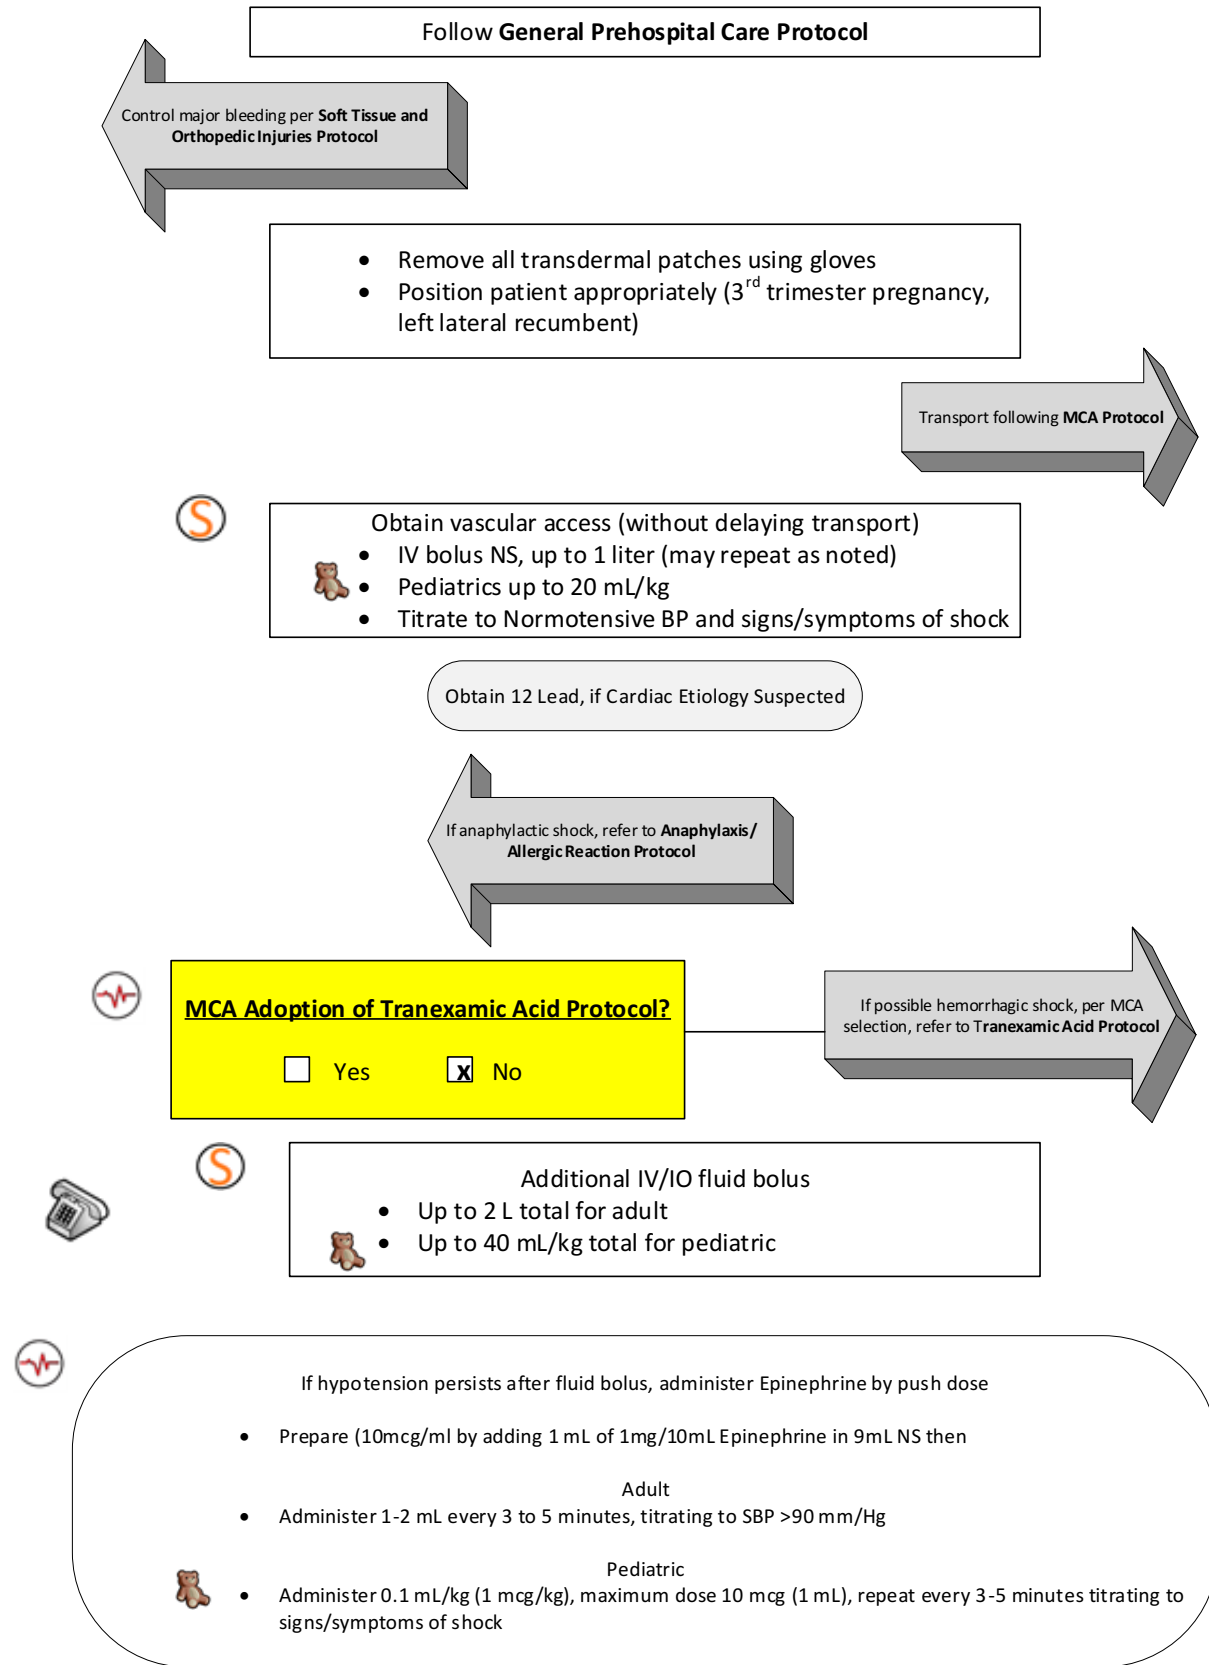 Follow General Prehospital Care Protocol
Control major bleeding per Soft Tissue and
Orthopedic Injuries Protocol
• Remove all transdermal patches using gloves
• Position patient appropriately (3rd trimester pregnancy,
left lateral recumbent)
Transport following MCA Protocol
S
Obtain vascular access (without delaying transport)
• IV bolus NS, up to 1 liter (may repeat as noted)
• Pediatrics up to 20 mL/kg
• Titrate to Normotensive BP and signs/symptoms of shock
Obtain 12 Lead, if Cardiac Etiology Suspected
If anaphylactic shock, refer to Anaphylaxis/
Allergic Reaction Protocol
MCA Adoption of Tranexamic Acid Protocol?
Yes x No
If possible hemorrhagic shock, per MCA
selection, refer to Tranexamic Acid Protocol
S
Additional IV/IO fluid bolus
• Up to 2 L total for adult
• Up to 40 mL/kg total for pediatric
If hypotension persists after fluid bolus, administer Epinephrine by push dose
• Prepare (10mcg/ml by adding 1 mL of 1mg/10mL Epinephrine in 9mL NS then
Adult
• Administer 1-2 mL every 3 to 5 minutes, titrating to SBP >90 mm/Hg
Pediatric
• Administer 0.1 mL/kg (1 mcg/kg), maximum dose 10 mcg (1 mL), repeat every 3-5 minutes titrating to
signs/symptoms of shock